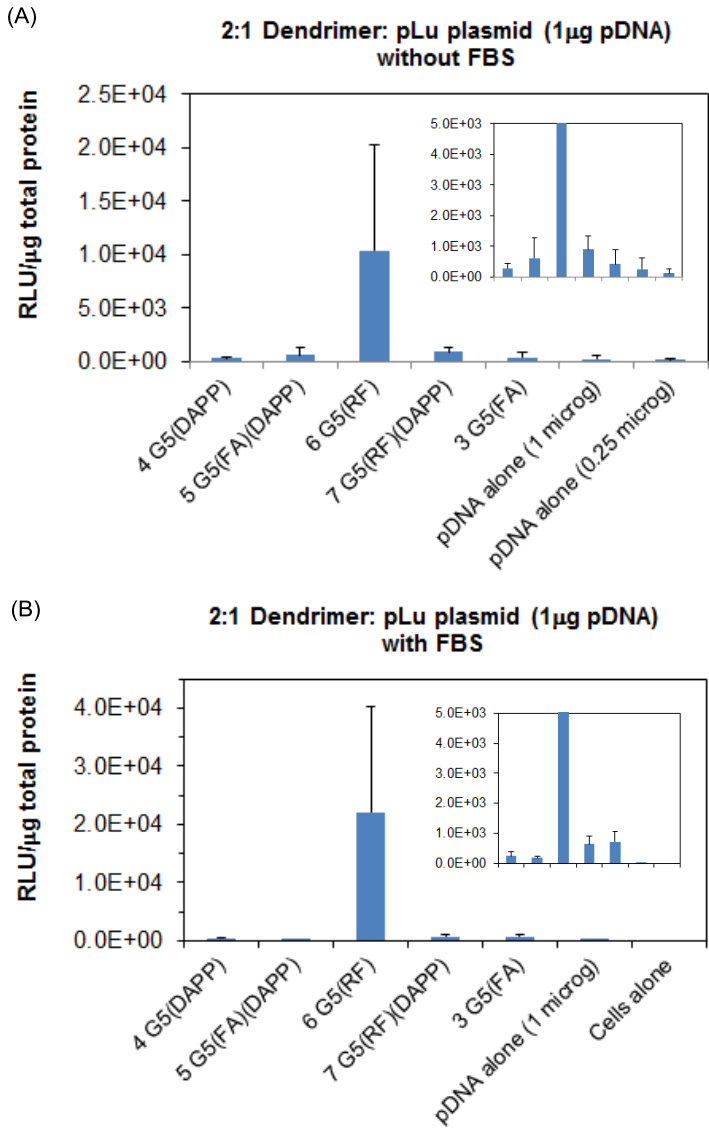 (A)
2:1 Dendrimer: pLu plasmid (1µg pDNA)
without FBS
RLU/µg total protein
2.5E+04
2.0E+04
1.5E+04
1.0E+04
5.0E+03
0.0E+00
5.0E+03
4.0E+03
3.0E+03
2.0E+03
1.0E+03
0.0E+00
4 G5(DAPP)
5 G5(FA)(DAPP)
6 G5(RF)
7 G5(RF)(DAPP)
3 G5(FA)
pDNA alone (1 microg)
pDNA alone (0.25 microg)
(B)
2:1 Dendrimer: pLu plasmid (1µg pDNA)
with FBS
RLU/µg total protein
4.0E+04
3.0E+04
2.0E+04
1.0E+04
0.0E+00
5.0E+03
4.0E+03
3.0E+03
2.0E+03
1.0E+03
0.0E+00
4 G5(DAPP)
5 G5(FA)(DAPP)
6 G5(RF)
7 G5(RF)(DAPP)
3 G5(FA)
pDNA alone (1 microg)
Cells alone